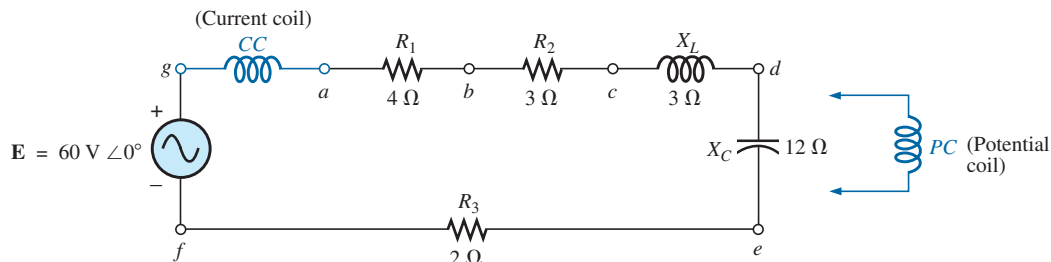 (Current coil)
CC
R1
R2
XL
g
a
4 Ω
b
3 Ω
c
3 Ω
d
+
E = 60 V ∠0°
–
XC
12 Ω
PC (Potential
coil)
R3
f
2 Ω
e